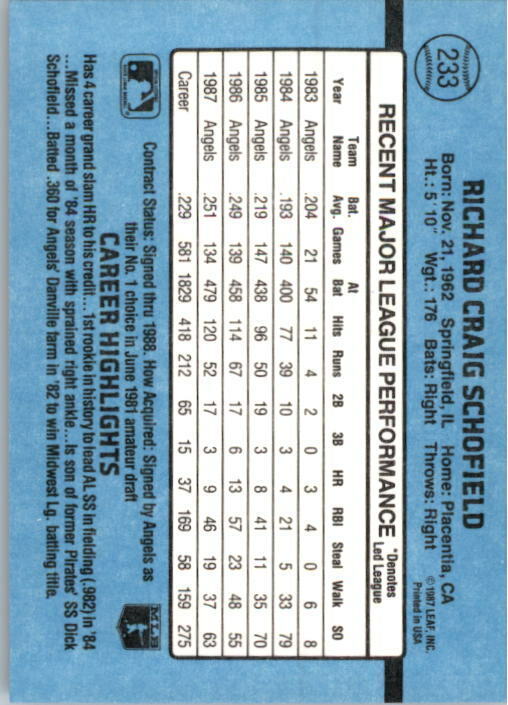 233
RICHARD CRAIG SCHOFIELD
Born: Nov. 21, 1962 Springfield, IL Home: Placentia, CA
Ht.: 5' 10" Wgt.: 176 Bats: Right Throws: Right
© 1987 LEAF, INC.
Printed in USA
RECENT MAJOR LEAGUE PERFORMANCE *Denotes Led League
Year Team Name Bat. Avg. Games At Bat Hits Runs 2B 3B HR RBI Steal Walk SO
1983 Angels .204 21 54 11 4 2 0 3 4 0 6 8
1984 Angels .193 140 400 77 39 10 3 4 21 5 33 79
1985 Angels .219 147 438 96 50 19 3 8 41 11 35 70
1986 Angels .249 139 458 114 67 17 6 13 57 23 48 55
1987 Angels .251 134 479 120 52 17 3 9 46 19 37 63
Career .229 581 1829 418 212 65 15 37 169 58 159 275
Contract Status: Signed thru 1988. How Acquired: Signed by Angels as
their No. 1 choice in June 1981 amateur draft
MLB
CAREER HIGHLIGHTS
Has 4 career grand slam HR to his credit... 1st rookie in history to lead AL SS in fielding (.982) in '84
...Missed a month of '84 season with sprained right ankle...Is son of former Pirates' SS Dick
Schofield...Batted .360 for Angels' Danville farm in '82 to win Midwest Lg. batting title.